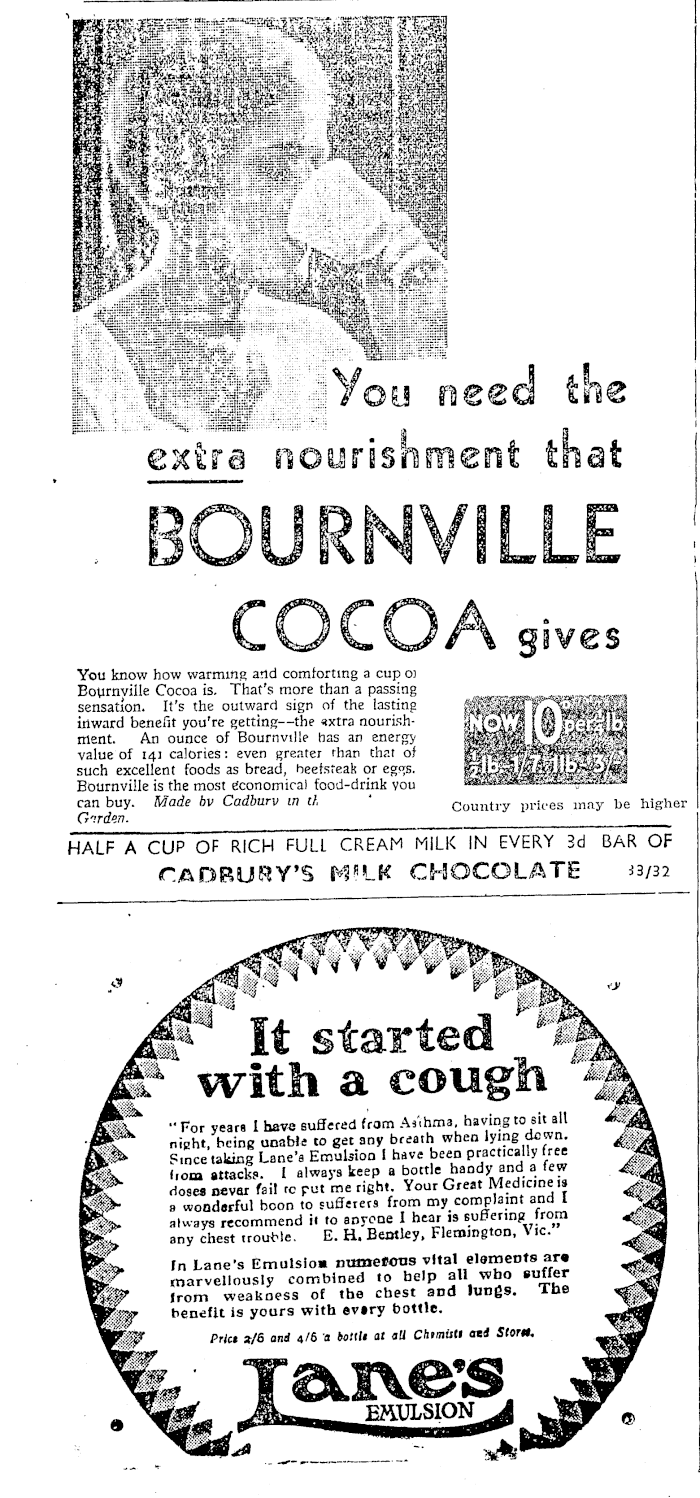 You need the
extra nourishment that
BOURNVILLE
COCOA gives
You know how warming and comforting a cup of
Bournville Cocoa is. That's more than a passing
sensation. It's the outward sign of the lasting
inward benefit you're getting--the extra nourish-
ment. An ounce of Bournville has an energy
value of 141 calories: even greater than that of
such excellent foods as bread, beefsteak or eggs.
Bournville is the most economical food-drink you
can buy. Made by Cadbury in th
Garden.
NOW 10d per ¼lb
½lb-1/7·1lb-3/-
Country prices may be higher
HALF A CUP OF RICH FULL CREAM MILK IN EVERY 3d BAR OF
CADBURY'S MILK CHOCOLATE 33/32
It started
with a cough
"For years I have suffered from Asthma, having to sit all
night, being unable to get any breath when lying down.
Since taking Lane's Emulsion I have been practically free
from attacks. I always keep a bottle handy and a few
doses never fail to put me right. Your Great Medicine is
a wonderful boon to sufferers from my complaint and I
always recommend it to anyone I hear is suffering from
any chest trouble. E. H. Bentley, Flemington, Vic."
In Lane's Emulsion numerous vital elements are
marvellously combined to help all who suffer
from weakness of the chest and lungs. The
benefit is yours with every bottle.
Price 2/6 and 4/6 a bottle at all Chemists and Stores.
Lane's
EMULSION